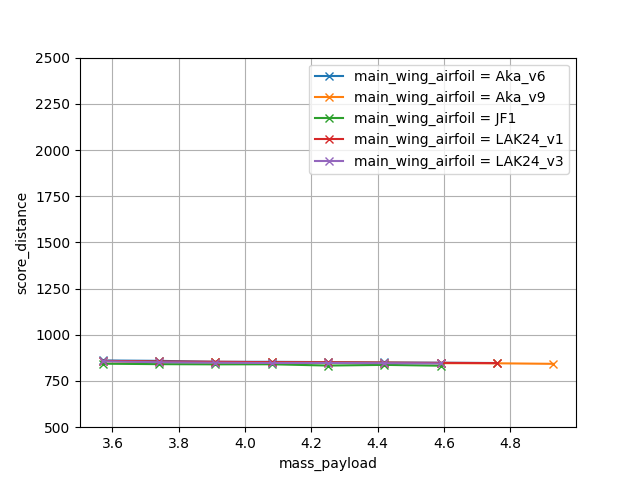 2500
2250
2000
1750
1500
1250
1000
750
500
score_distance
main_wing_airfoil = Aka_v6
main_wing_airfoil = Aka_v9
main_wing_airfoil = JF1
main_wing_airfoil = LAK24_v1
main_wing_airfoil = LAK24_v3
3.6 3.8 4.0 4.2 4.4 4.6 4.8
mass_payload